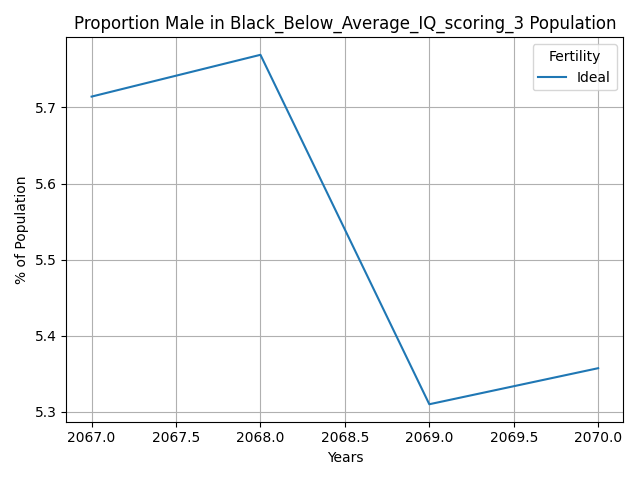 Proportion Male in Black_Below_Average_IQ_scoring_3 Population
Fertility
Ideal
% of Population
5.7
5.6
5.5
5.4
5.3
2067.0 2067.5 2068.0 2068.5 2069.0 2069.5 2070.0
Years